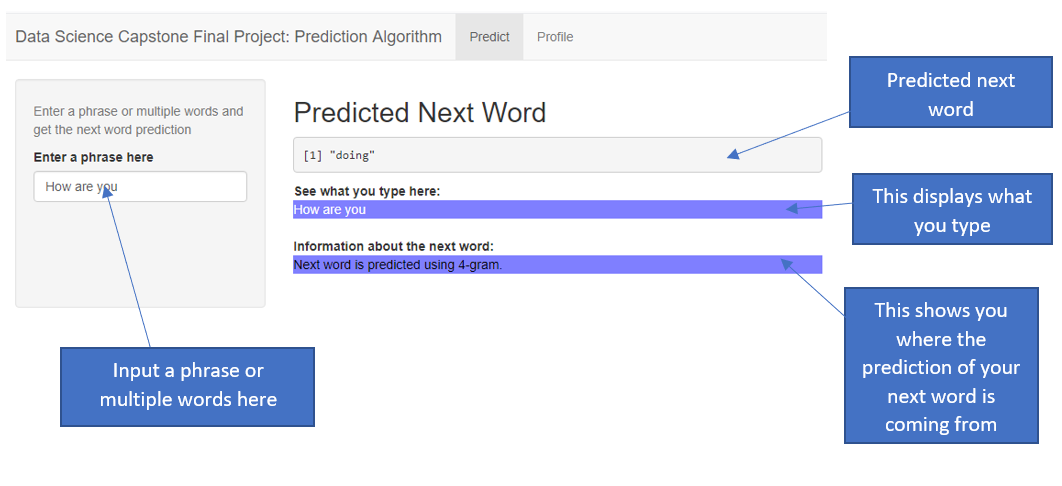 Data Science Capstone Final Project: Prediction Algorithm Predict Profile
Enter a phrase or multiple words and
get the next word prediction
Enter a phrase here
How are you
Predicted Next Word
[1] "doing"
See what you type here:
How are you
Information about the next word:
Next word is predicted using 4-gram.
Predicted next
word
This displays what
you type
This shows you
where the
prediction of your
next word is
coming from
Input a phrase or
multiple words here